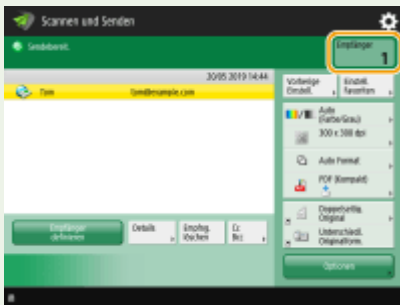 Scannen und Senden
Sendebereit.
Empfänger
1
20/05 2019 14:44
Tom
tom@example.com
Vorherige
Einstell.
Einstell.
Favoriten
Auto
(Farbe/Grau)
300 x 300 dpi
Auto Format
PDF (Kompakt)
Doppelseitig.
Original
Unterschiedl.
Originalform.
Empfänger
definieren
Details
Empfng.
löschen
Cc
Bcc
Optionen